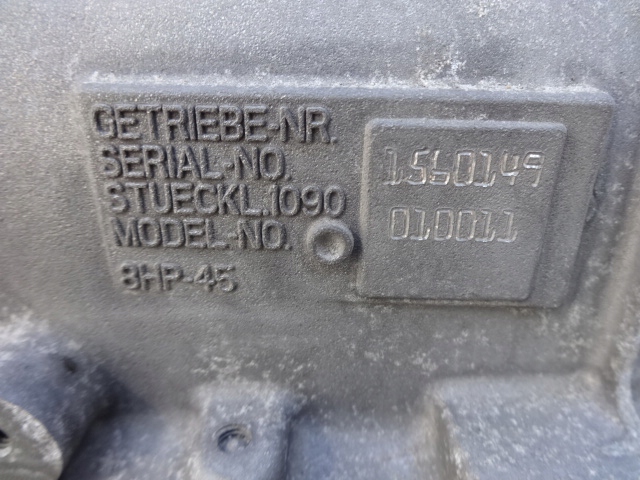 GETRIEBE-NR.
SERIAL-NO.
1560149
STUECKL.1090
MODEL-NO.
010011
8HP-45